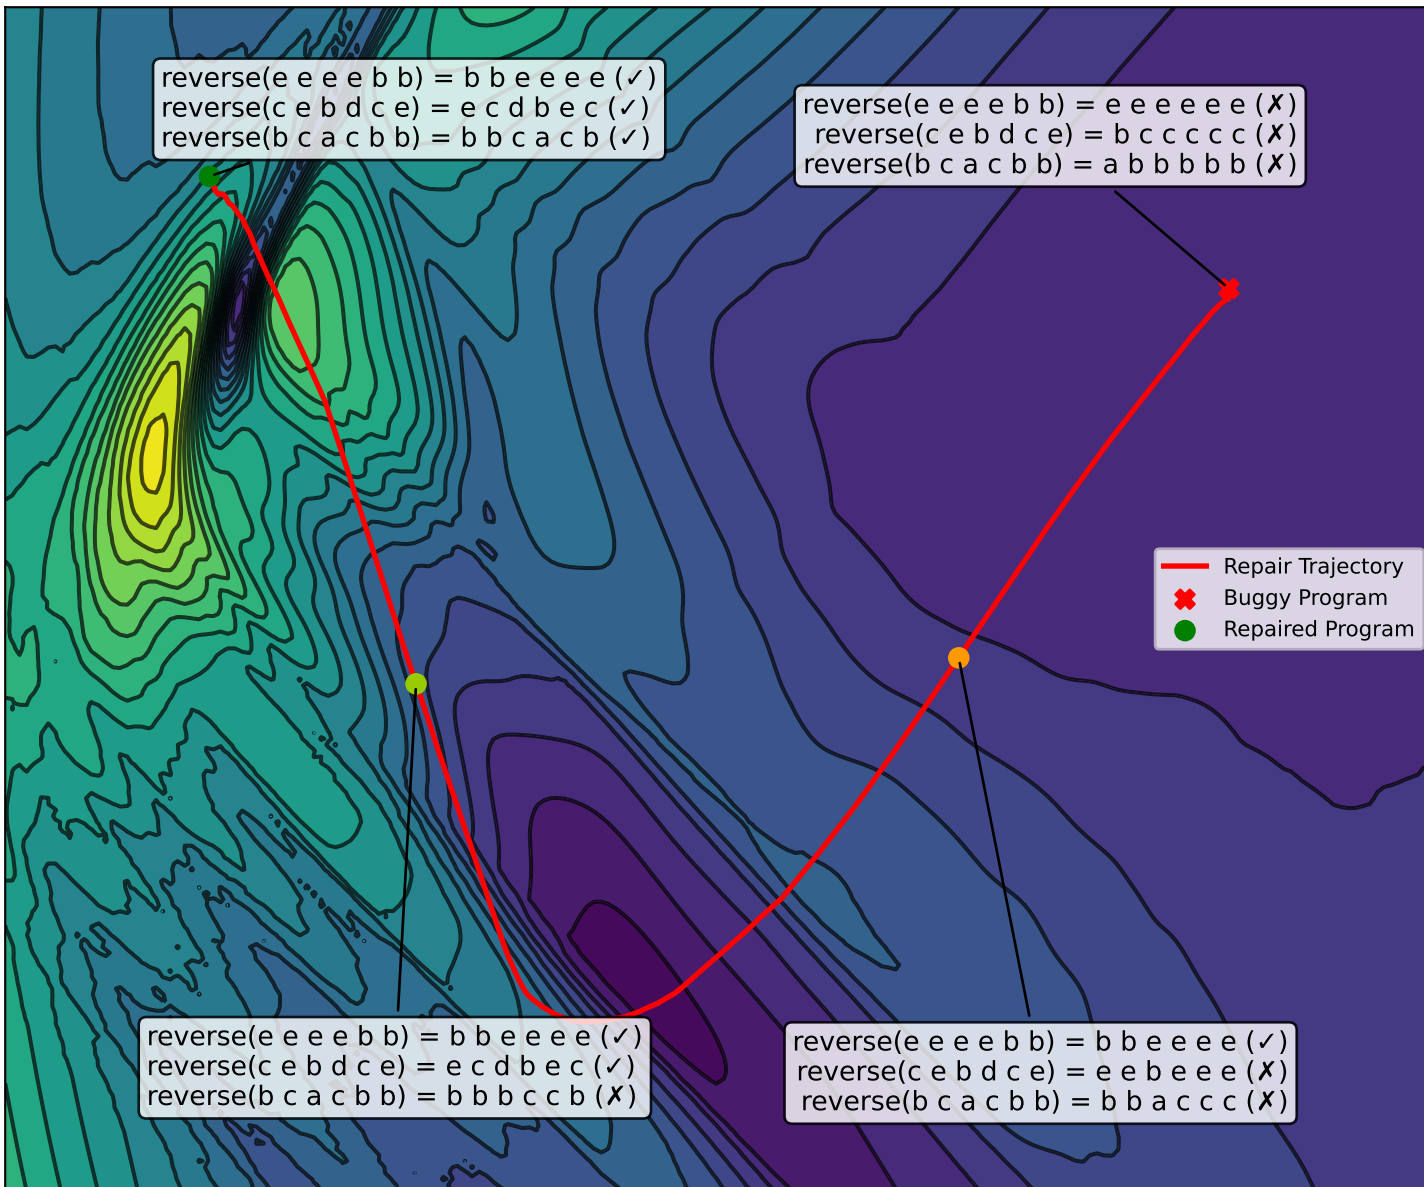 reverse(e e e e b b) = b b e e e e (✓)
reverse(c e b d c e) = e c d b e c (✓)
reverse(b c a c b b) = b b c a c b (✓)
reverse(e e e e b b) = e e e e e e (✗)
reverse(c e b d c e) = b c c c c c (✗)
reverse(b c a c b b) = a b b b b b (✗)
Repair Trajectory
Buggy Program
Repaired Program
reverse(e e e e b b) = b b e e e e (✓)
reverse(c e b d c e) = e c d b e c (✓)
reverse(b c a c b b) = b b b c c b (✗)
reverse(e e e e b b) = b b e e e e (✓)
reverse(c e b d c e) = e e b e e e (✗)
reverse(b c a c b b) = b b a c c c (✗)